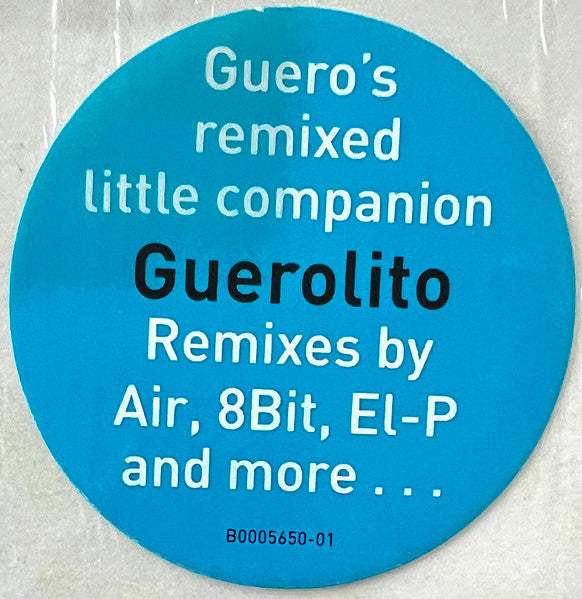 Guero's
remixed
little companion
Guerolito
Remixes by
Air, 8Bit, El-P
and more . . .
B0005650-01